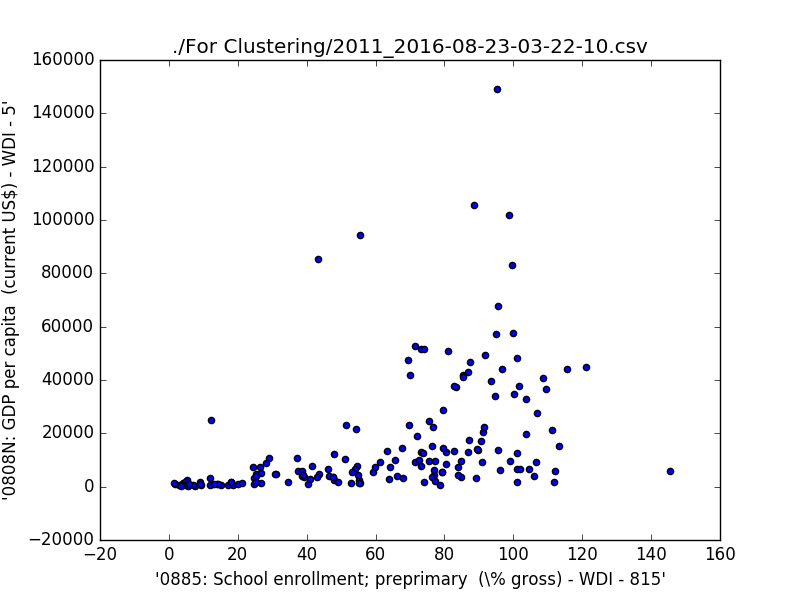 ./For Clustering/2011_2016-08-23-03-22-10.csv
160000
140000
120000
100000
80000
60000
40000
20000
0
−20000
'0808N: GDP per capita  (current US$) - WDI - 5'
−20 0 20 40 60 80 100 120 140 160
'0885: School enrollment; preprimary  (\% gross) - WDI - 815'